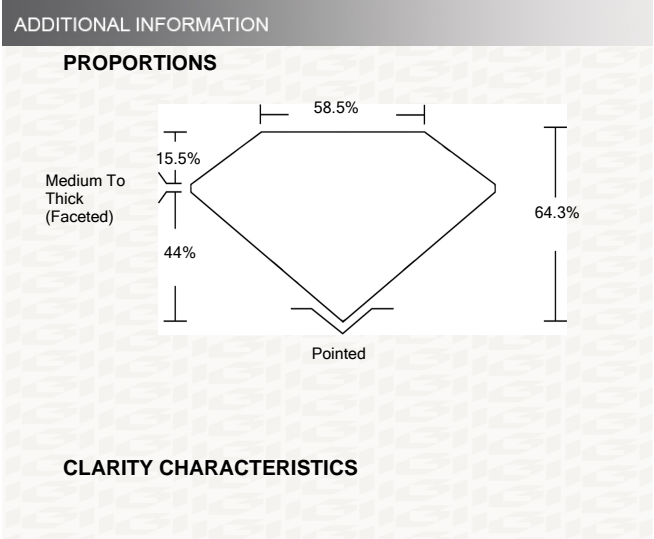 ADDITIONAL INFORMATION
PROPORTIONS
58.5%
15.5%
Medium To
Thick
(Faceted)
64.3%
44%
Pointed
CLARITY CHARACTERISTICS